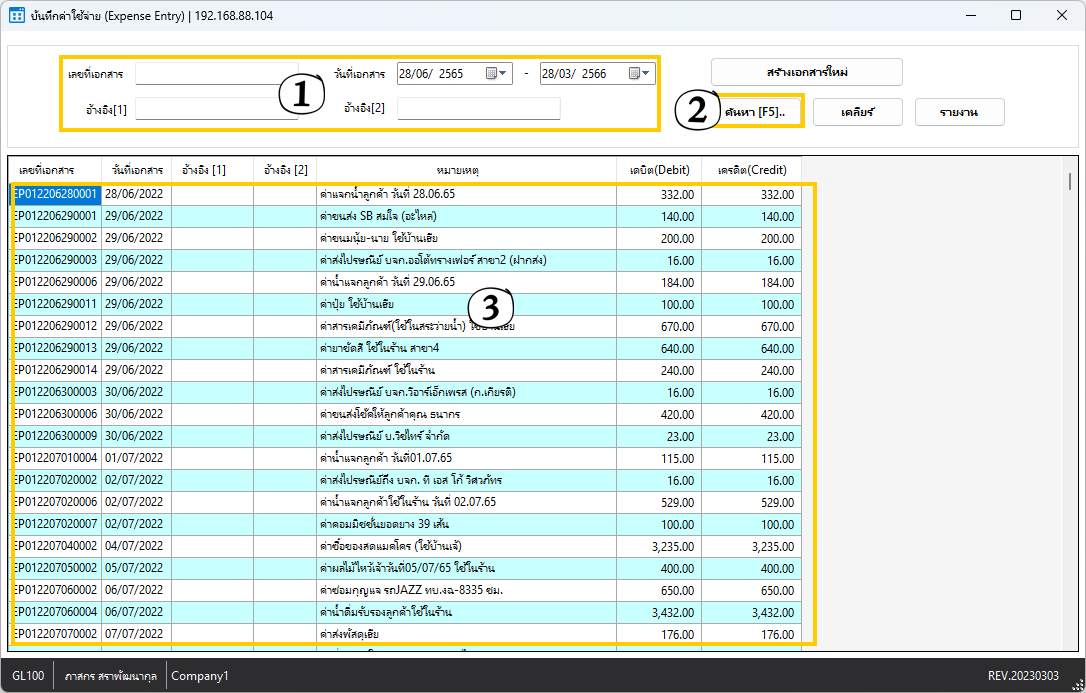 บันทึกค่าใช้จ่าย (Expense Entry) | 192.168.88.104
เลขที่เอกสาร วันที่เอกสาร 28/06/ 2565 - 28/03/ 2566 สร้างเอกสารใหม่
1
อ้างอิง[1] อ้างอิง[2] 2 ค้นหา [F5].. เคลียร์ รายงาน
เลขที่เอกสาร วันที่เอกสาร อ้างอิง [1] อ้างอิง [2] หมายเหตุ เดบิต(Debit) เครดิต(Credit)
EP012206280001 28/06/2022 ค่าแจกน้ำลูกค้า วันที่ 28.06.65 332.00 332.00
EP012206290001 29/06/2022 ค่าขนส่ง SB สมใจ (อะไหล่) 140.00 140.00
EP012206290002 29/06/2022 ค่าขนมนุ้ย-นาย ใช้บ้านเฮีย 200.00 200.00
EP012206290003 29/06/2022 ค่าส่งไปรษณีย์ บจก.ออโต้ทรางเฟอร์ สาขา2 (ฝากส่ง) 16.00 16.00
EP012206290006 29/06/2022 ค่าน้ำแจกลูกค้า วันที่ 29.06.65 184.00 184.00
EP012206290011 29/06/2022 ค่าปุ๋ย ใช้บ้านเฮีย 100.00 100.00
3
EP012206290012 29/06/2022 ค่าสารเคมิภัณฑ์(ใช้ในสระว่ายน้ำ) ใช้บ้านเฮีย 670.00 670.00
EP012206290013 29/06/2022 ค่ายาขัดสี ใช้ในร้าน สาขา4 640.00 640.00
EP012206290014 29/06/2022 ค่าสารเคมีภัณฑ์ ใช้ในร้าน 240.00 240.00
EP012206300003 30/06/2022 ค่าส่งไปรษณีย์ บจก.วีอาร์เอ็กเพรส (ก.เกียรติ) 16.00 16.00
EP012206300006 30/06/2022 ค่าขนส่งโช้คให้ลูกค้าคุณ ธนากร 420.00 420.00
EP012206300009 30/06/2022 ค่าส่งไปรษณีย์ บ.วิชไทร์ จำกัด 23.00 23.00
EP012207010004 01/07/2022 ค่าน้ำแจกลูกค้า วันที่01.07.65 115.00 115.00
EP012207020002 02/07/2022 ค่าส่งไปรษณีย์ถึง บจก. ที เอส โก้ วิศวภัทร 16.00 16.00
EP012207020006 02/07/2022 ค่าน้ำแจกลูกค้าใช้ในร้าน วันที่ 02.07.65 529.00 529.00
EP012207020007 02/07/2022 ค่าคอมมิชชั่นยอดยาง 39 เส้น 100.00 100.00
EP012207040002 04/07/2022 ค่าซื้อของสดแมคโคร (ใช้บ้านเจ้) 3,235.00 3,235.00
EP012207050002 05/07/2022 ค่าผลไม้ไหว้เจ้าวันที่05/07/65 ใช้ในร้าน 400.00 400.00
EP012207060002 06/07/2022 ค่าซ่อมกุญแจ รถJAZZ ทบ.งฉ-8335 ชม. 650.00 650.00
EP012207060004 06/07/2022 ค่าน้ำดื่มรับรองลูกค้าใช้ในร้าน 3,432.00 3,432.00
EP012207070002 07/07/2022 ค่าส่งพัสดุเฮีย 176.00 176.00
GL100 ภาสกร สราพัฒนากุล Company1 REV.20230303